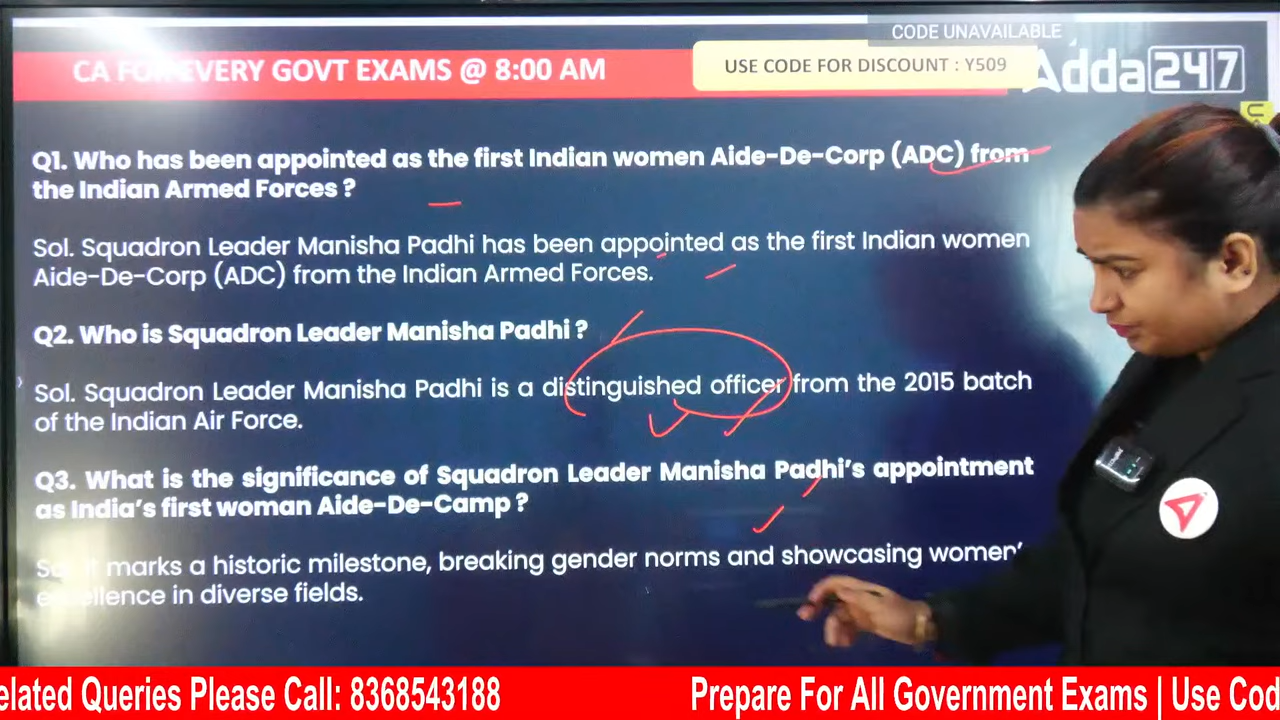 CODE UNAVAILABLE
CA FOR EVERY GOVT EXAMS @ 8:00 AM
USE CODE FOR DISCOUNT : Y509
Adda 247
Q1. Who has been appointed as the first Indian women Aide-De-Corp (ADC) from
the Indian Armed Forces ?
Sol. Squadron Leader Manisha Padhi has been appointed as the first Indian women
Aide-De-Corp (ADC) from the Indian Armed Forces.
Q2. Who is Squadron Leader Manisha Padhi ?
Sol. Squadron Leader Manisha Padhi is a distinguished officer from the 2015 batch
of the Indian Air Force.
Q3. What is the significance of Squadron Leader Manisha Padhi's appointment
as India's first woman Aide-De-Camp ?
Sol. It marks a historic milestone, breaking gender norms and showcasing women'
excellence in diverse fields.
elated Queries Please Call: 8368543188
Prepare For All Government Exams | Use Cod